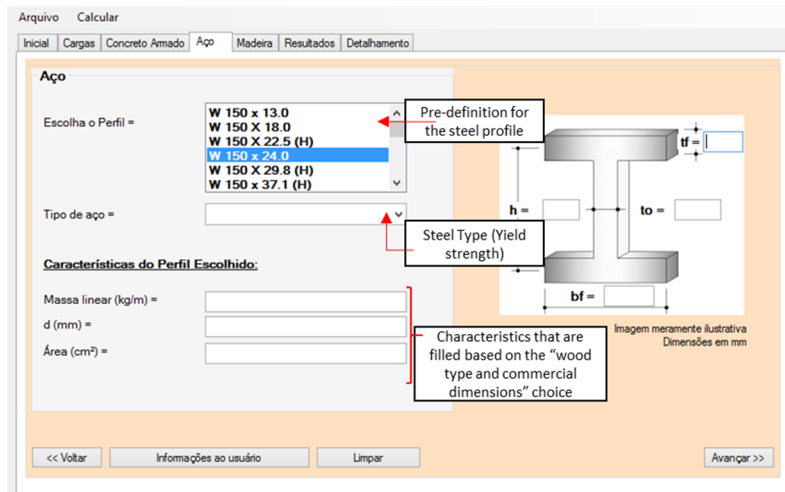 Arquivo Calcular
Inicial Cargas Concreto Armado Aço Madeira Resultados Detalhamento
Aço
Escolha o Perfil =
W 150 x 13.0
W 150 X 18.0
W 150 X 22.5 (H)
W 150 x 24.0
W 150 X 29.8 (H)
W 150 x 37.1 (H)
Pre-definition for
the steel profile
Tipo de aço =
Steel Type (Yield
strength)
Características do Perfil Escolhido:
Massa linear (kg/m) =
d (mm) =
Área (cm²) =
Characteristics that are
filled based on the “wood
type and commercial
dimensions” choice
tf =
h =
to =
bf =
Imagem meramente ilustrativa
Dimensões em mm
<< Voltar Informações ao usuário Limpar Avançar >>